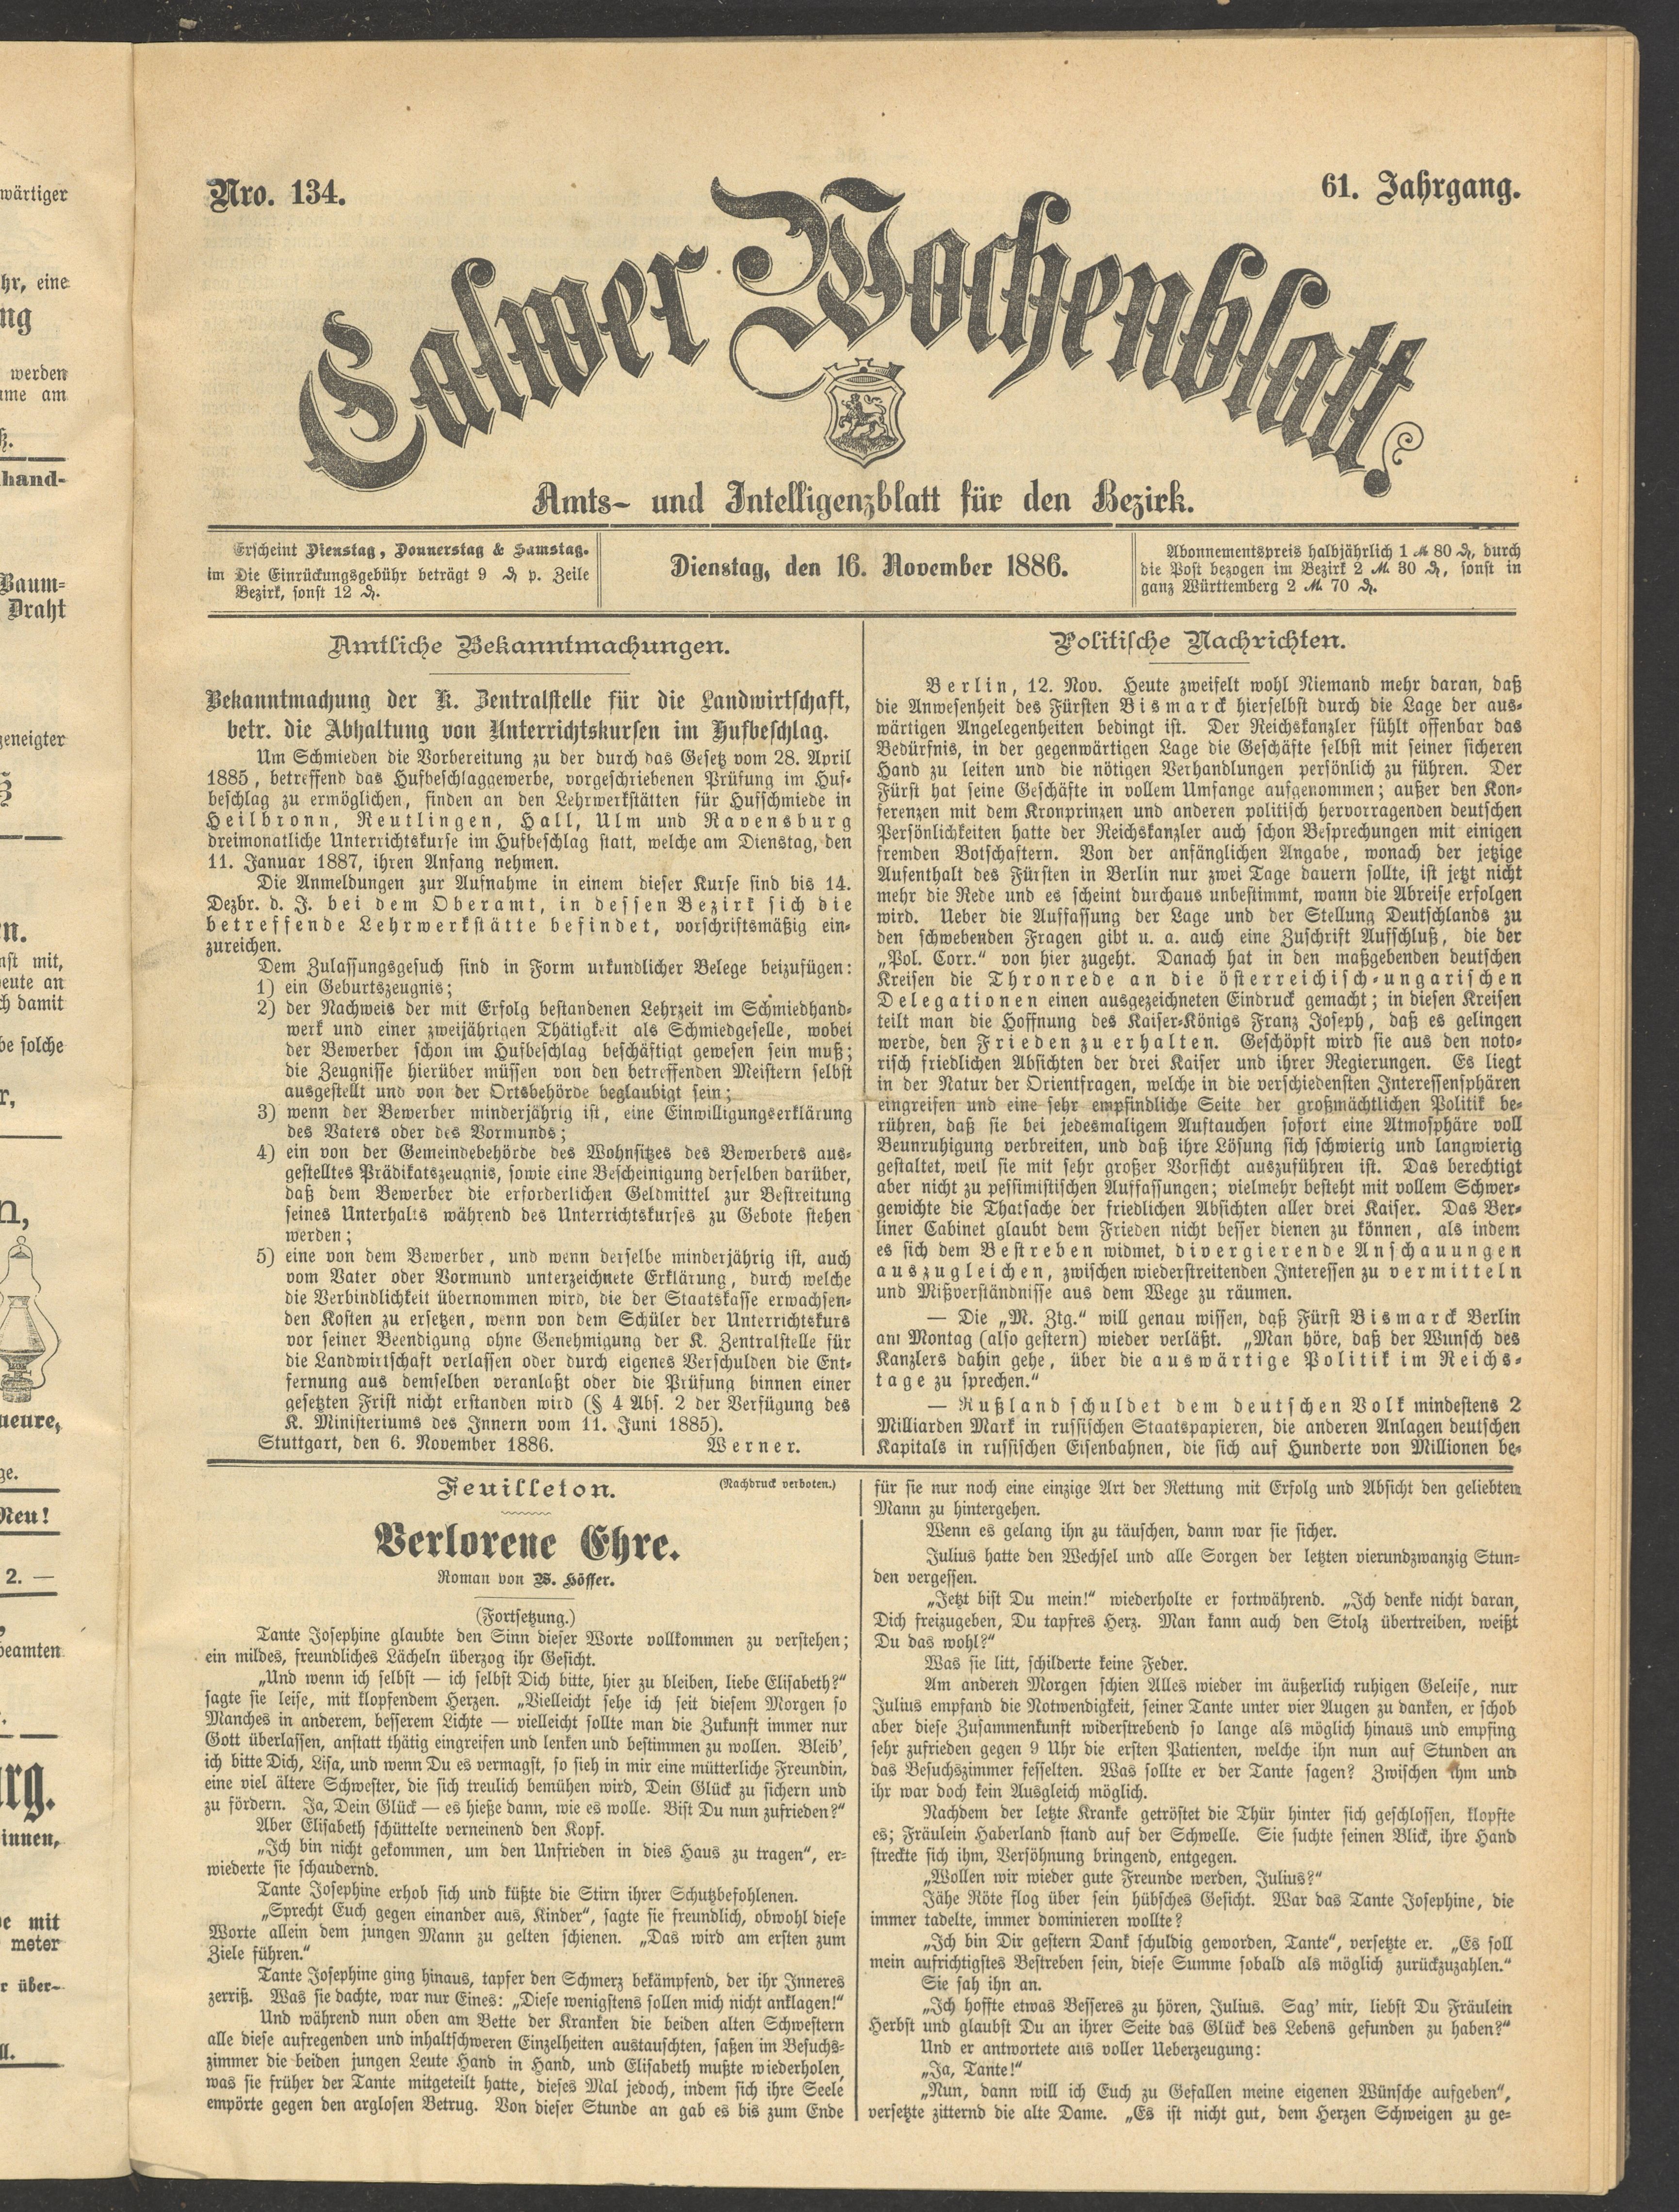 Nro. 134.
61. Jahrgang.
Calwer Wochenblatt
Amts- und Intelligenzblatt für den Bezirk.
Erscheint Dienstag, Donnerstag & Samstag.
im Die Einrückungsgebühr beträgt 9 ₰ p. Zeile
Bezirk, sonst 12 ₰.
Dienstag, den 16. November 1886.
Abonnementspreis halbjährlich 1 ℳ 80 ₰, durch
die Post bezogen im Bezirk 2 ℳ 30 ₰, sonst in
ganz Württemberg 2 ℳ 70 ₰.
Amtliche Bekanntmachungen.
Bekanntmachung der K. Zentralstelle für die Landwirtschaft,
betr. die Abhaltung von Unterrichtskursen im Hufbeschlag.
Um Schmieden die Vorbereitung zu der durch das Gesetz vom 28. April
1885, betreffend das Hufbeschlaggewerbe, vorgeschriebenen Prüfung im Huf-
beschlag zu ermöglichen, finden an den Lehrwerkstätten für Hufschmiede in
Heilbronn, Reutlingen, Hall, Ulm und Ravensburg
dreimonatliche Unterrichtskurse im Hufbeschlag statt, welche am Dienstag, den
11. Januar 1887, ihren Anfang nehmen.
Die Anmeldungen zur Aufnahme in einem dieser Kurse sind bis 14.
Dezbr. d. J. bei dem Oberamt, in dessen Bezirk sich die
betreffende Lehrwerkstätte befindet, vorschriftsmäßig ein-
zureichen.
Dem Zulassungsgesuch sind in Form urkundlicher Belege beizufügen:
1) ein Geburtszeugnis;
2) der Nachweis der mit Erfolg bestandenen Lehrzeit im Schmiedhand-
werk und einer zweijährigen Thätigkeit als Schmiedgeselle, wobei
der Bewerber schon im Hufbeschlag beschäftigt gewesen sein muß;
die Zeugnisse hierüber müssen von den betreffenden Meistern selbst
ausgestellt und von der Ortsbehörde beglaubigt sein;
3) wenn der Bewerber minderjährig ist, eine Einwilligungserklärung
des Vaters oder des Vormunds;
4) ein von der Gemeindebehörde des Wohnsitzes des Bewerbers aus-
gestelltes Prädikatszeugnis, sowie eine Bescheinigung derselben darüber,
daß dem Bewerber die erforderlichen Geldmittel zur Bestreitung
seines Unterhalts während des Unterrichtskurses zu Gebote stehen
werden;
5) eine von dem Bewerber, und wenn derselbe minderjährig ist, auch
vom Vater oder Vormund unterzeichnete Erklärung, durch welche
die Verbindlichkeit übernommen wird, die der Staatskasse erwachsen-
den Kosten zu ersetzen, wenn von dem Schüler der Unterrichtskurs
vor seiner Beendigung ohne Genehmigung der K. Zentralstelle für
die Landwirtschaft verlassen oder durch eigenes Verschulden die Ent-
fernung aus demselben veranlaßt oder die Prüfung binnen einer
gesetzten Frist nicht erstanden wird (§ 4 Abs. 2 der Verfügung des
K. Ministeriums des Innern vom 11. Juni 1885).
Stuttgart, den 6. November 1886. Werner.
Politische Nachrichten.
Berlin, 12. Nov. Heute zweifelt wohl Niemand mehr daran, daß
die Anwesenheit des Fürsten Bismarck hierselbst durch die Lage der aus-
wärtigen Angelegenheiten bedingt ist. Der Reichskanzler fühlt offenbar das
Bedürfnis, in der gegenwärtigen Lage die Geschäfte selbst mit seiner sicheren
Hand zu leiten und die nötigen Verhandlungen persönlich zu führen. Der
Fürst hat seine Geschäfte in vollem Umfange aufgenommen; außer den Kon-
ferenzen mit dem Kronprinzen und anderen politisch hervorragenden deutschen
Persönlichkeiten hatte der Reichskanzler auch schon Besprechungen mit einigen
fremden Botschaftern. Von der anfänglichen Angabe, wonach der jetzige
Aufenthalt des Fürsten in Berlin nur zwei Tage dauern sollte, ist jetzt nicht
mehr die Rede und es scheint durchaus unbestimmt, wann die Abreise erfolgen
wird. Ueber die Auffassung der Lage und der Stellung Deutschlands zu
den schwebenden Fragen gibt u. a. auch eine Zuschrift Aufschluß, die der
„Pol. Corr.“ von hier zugeht. Danach hat in den maßgebenden deutschen
Kreisen die Thronrede an die österreichisch-ungarischen
Delegationen einen ausgezeichneten Eindruck gemacht; in diesen Kreisen
teilt man die Hoffnung des Kaiser-Königs Franz Joseph, daß es gelingen
werde, den Frieden zu erhalten. Geschöpft wird sie aus den noto-
risch friedlichen Absichten der drei Kaiser und ihrer Regierungen. Es liegt
in der Natur der Orientfragen, welche in die verschiedensten Interessensphären
eingreifen und eine sehr empfindliche Seite der großmächtlichen Politik be-
rühren, daß sie bei jedesmaligem Auftauchen sofort eine Atmosphäre voll
Beunruhigung verbreiten, und daß ihre Lösung sich schwierig und langwierig
gestaltet, weil sie mit sehr großer Vorsicht auszuführen ist. Das berechtigt
aber nicht zu pessimistischen Auffassungen; vielmehr besteht mit vollem Schwer-
gewichte die Thatsache der friedlichen Absichten aller drei Kaiser. Das Ber-
liner Cabinet glaubt dem Frieden nicht besser dienen zu können, als indem
es sich dem Bestreben widmet, divergierende Anschauungen
auszugleichen, zwischen wiederstreitenden Interessen zu vermitteln
und Mißverständnisse aus dem Wege zu räumen.
— Die „M. Ztg.“ will genau wissen, daß Fürst Bismarck Berlin
am Montag (also gestern) wieder verläßt. „Man höre, daß der Wunsch des
Kanzlers dahin gehe, über die auswärtige Politik im Reichs-
tage zu sprechen.“
— Rußland schuldet dem deutschen Volk mindestens 2
Milliarden Mark in russischen Staatspapieren, die anderen Anlagen deutschen
Kapitals in russischen Eisenbahnen, die sich auf Hunderte von Millionen be-
Feuilleton.
(Nachdruck verboten.)
Verlorene Ehre.
Roman von W. Höffer.
(Fortsetzung.)
Tante Josephine glaubte den Sinn dieser Worte vollkommen zu verstehen;
ein mildes, freundliches Lächeln überzog ihr Gesicht.
„Und wenn ich selbst — ich selbst Dich bitte, hier zu bleiben, liebe Elisabeth?“
sagte sie leise, mit klopfendem Herzen. „Vielleicht sehe ich seit diesem Morgen so
Manches in anderem, besserem Lichte — vielleicht sollte man die Zukunft immer nur
Gott überlassen, anstatt thätig eingreifen und lenken und bestimmen zu wollen. Bleib',
ich bitte Dich, Lisa, und wenn Du es vermagst, so sieh in mir eine mütterliche Freundin,
eine viel ältere Schwester, die sich treulich bemühen wird, Dein Glück zu sichern und
zu fördern. Ja, Dein Glück — es hieße dann, wie es wolle. Bist Du nun zufrieden?“
Aber Elisabeth schüttelte verneinend den Kopf.
„Ich bin nicht gekommen, um den Unfrieden in dies Haus zu tragen“, er-
wiederte sie schaudernd.
Tante Josephine erhob sich und küßte die Stirn ihrer Schutzbefohlenen.
„Sprecht Euch gegen einander aus, Kinder“, sagte sie freundlich, obwohl diese
Worte allein dem jungen Mann zu gelten schienen. „Das wird am ersten zum
Ziele führen.“
Tante Josephine ging hinaus, tapfer den Schmerz bekämpfend, der ihr Inneres
zerriß. Was sie dachte, war nur Eines: „Diese wenigstens sollen mich nicht anklagen!“
Und während nun oben am Bette der Kranken die beiden alten Schwestern
alle diese aufregenden und inhaltschweren Einzelheiten austauschten, saßen im Besuchs-
zimmer die beiden jungen Leute Hand in Hand, und Elisabeth mußte wiederholen,
was sie früher der Tante mitgeteilt hatte, dieses Mal jedoch, indem sich ihre Seele
empörte gegen den arglosen Betrug. Von dieser Stunde an gab es bis zum Ende
für sie nur noch eine einzige Art der Rettung mit Erfolg und Absicht den geliebten
Mann zu hintergehen.
Wenn es gelang ihn zu täuschen, dann war sie sicher.
Julius hatte den Wechsel und alle Sorgen der letzten vierundzwanzig Stun-
den vergessen.
„Jetzt bist Du mein!“ wiederholte er fortwährend. „Ich denke nicht daran,
Dich freizugeben, Du tapfres Herz. Man kann auch den Stolz übertreiben, weißt
Du das wohl?“
Was sie litt, schilderte keine Feder.
Am anderen Morgen schien Alles wieder im äußerlich ruhigen Geleise, nur
Julius empfand die Notwendigkeit, seiner Tante unter vier Augen zu danken, er schob
aber diese Zusammenkunft widerstrebend so lange als möglich hinaus und empfing
sehr zufrieden gegen 9 Uhr die ersten Patienten, welche ihn nun auf Stunden an
das Besuchszimmer fesselten. Was sollte er der Tante sagen? Zwischen ihm und
ihr war doch kein Ausgleich möglich.
Nachdem der letzte Kranke getröstet die Thür hinter sich geschlossen, klopfte
es; Fräulein Haberland stand auf der Schwelle. Sie suchte seinen Blick, ihre Hand
streckte sich ihm, Versöhnung bringend, entgegen.
„Wollen wir wieder gute Freunde werden, Julius?“
Jähe Röte flog über sein hübsches Gesicht. War das Tante Josephine, die
immer tadelte, immer dominieren wollte?
„Ich bin Dir gestern Dank schuldig geworden, Tante“, versetzte er. „Es soll
mein aufrichtigstes Bestreben sein, diese Summe sobald als möglich zurückzuzahlen.“
Sie sah ihn an.
„Ich hoffte etwas Besseres zu hören, Julius. Sag' mir, liebst Du Fräulein
Herbst und glaubst Du an ihrer Seite das Glück des Lebens gefunden zu haben?“
Und er antwortete aus voller Ueberzeugung:
„Ja, Tante!“
„Nun, dann will ich Euch zu Gefallen meine eigenen Wünsche aufgeben“,
versetzte zitternd die alte Dame. „Es ist nicht gut, dem Herzen Schweigen zu ge-